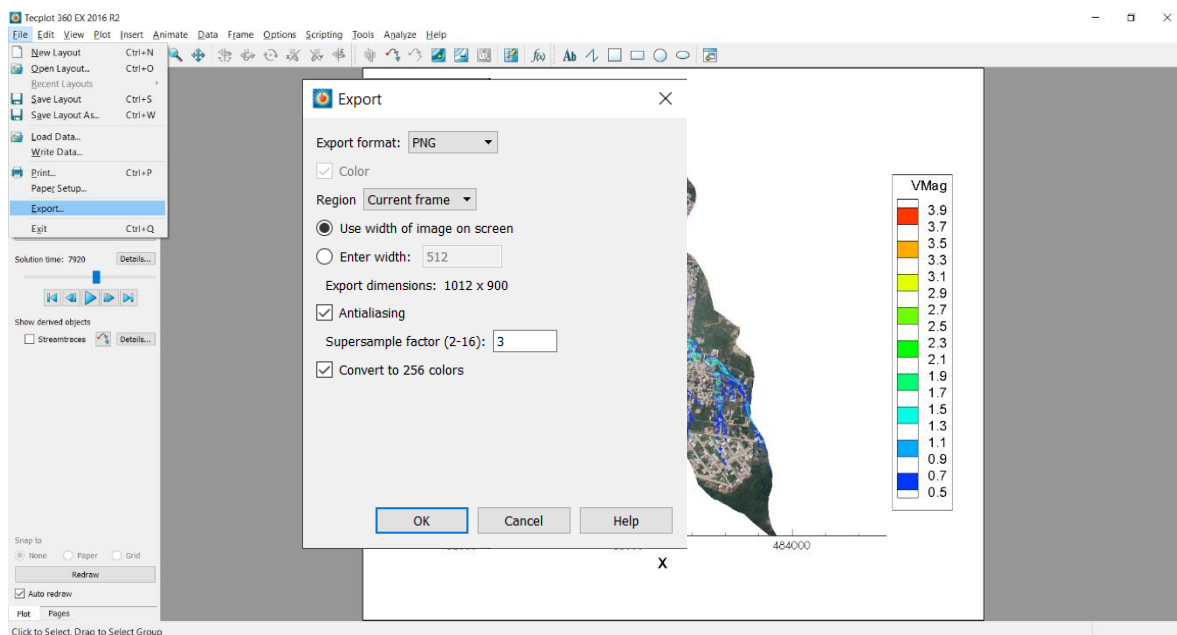 Tecplot 360 EX 2016 R2
File Edit View Plot Insert Animate Data Frame Options Scripting Tools Analyze Help
New Layout Ctrl+N
Open Layout... Ctrl+O
Recent Layouts
Save Layout Ctrl+S
Save Layout As... Ctrl+W
Load Data...
Write Data...
Print... Ctrl+P
Paper Setup...
Export...
Exit Ctrl+Q
Solution time: 7920 Details...
Show derived objects
Streamtraces Details...
Snap to
None Paper Grid
Redraw
Auto redraw
Plot Pages
Click to Select, Drag to Select Group
Export
Export format: PNG
Color
Region Current frame
Use width of image on screen
Enter width: 512
Export dimensions: 1012 x 900
Antialiasing
Supersample factor (2-16): 3
Convert to 256 colors
OK Cancel Help
f(x) Ab
VMag
3.9
3.7
3.5
3.3
3.1
2.9
2.7
2.5
2.3
2.1
1.9
1.7
1.5
1.3
1.1
0.9
0.7
0.5
484000
X